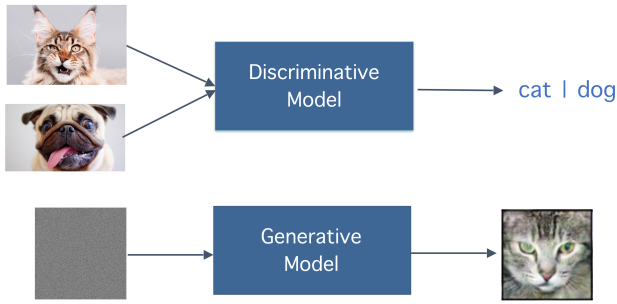 Discriminative
Model
cat | dog
Generative
Model